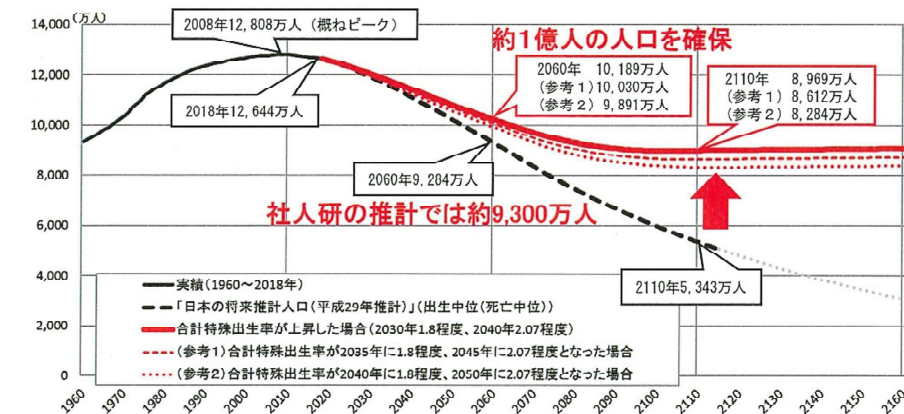 (万人)
14,000
12,000
10,000
8,000
6,000
4,000
2,000
0
2008年12,808万人（概ねピーク）
2018年12,644万人
約1億人の人口を確保
2060年　10,189万人
（参考１）10,030万人
（参考２） 9,891万人
2110年　 8,969万人
（参考１）8,612万人
（参考２）8,284万人
2060年9,284万人
社人研の推計では約9,300万人
2110年5,343万人
実績（1960～2018年）
「日本の将来推計人口（平成29年推計）」（出生中位（死亡中位））
合計特殊出生率が上昇した場合（2030年1.8程度、2040年2.07程度）
（参考１）合計特殊出生率が2035年に1.8程度、2045年に2.07程度となった場合
（参考２）合計特殊出生率が2040年に1.8程度、2050年に2.07程度となった場合
1960
1970
1980
1990
2000
2010
2020
2030
2040
2050
2060
2070
2080
2090
2100
2110
2120
2130
2140
2150
2160